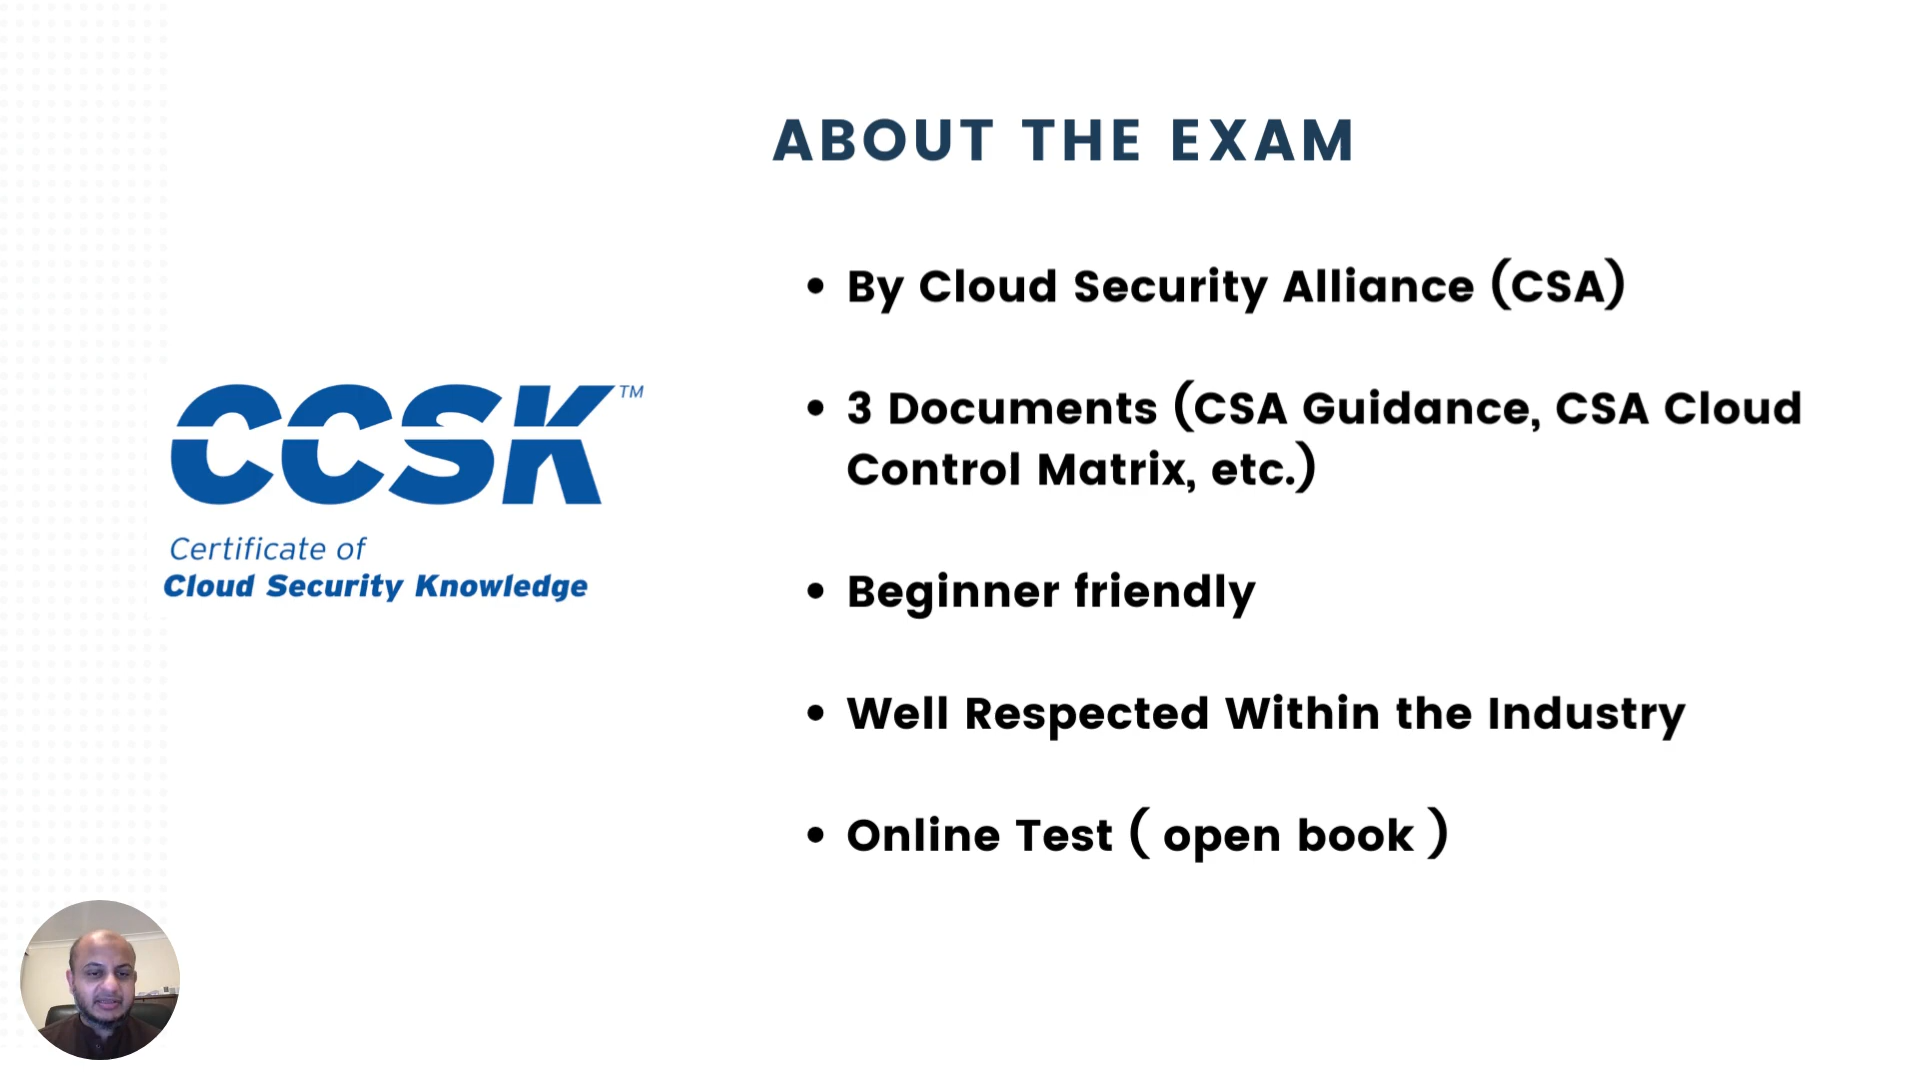 ABOUT THE EXAM
• By Cloud Security Alliance (CSA)
• 3 Documents (CSA Guidance, CSA Cloud
Control Matrix, etc.)
• Beginner friendly
• Well Respected Within the Industry
• Online Test ( open book )
CCSK™
Certificate of
Cloud Security Knowledge